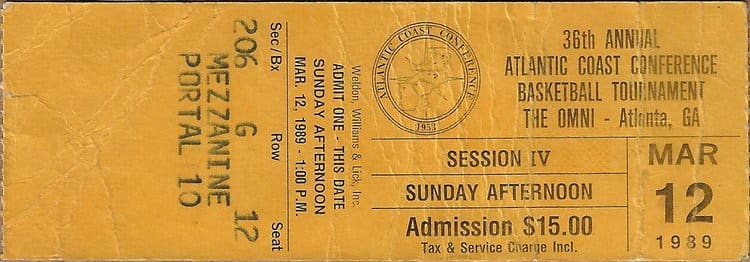 Sec/Bx Row Seat
206 G 12
MEZZANINE
PORTAL 10
Weldon, Williams & Lick, Inc.
ADMIT ONE - THIS DATE
SUNDAY AFTERNOON
MAR. 12, 1989 - 1:00 P.M.
ATLANTIC COAST CONFERENCE
1953
36th ANNUAL
ATLANTIC COAST CONFERENCE
BASKETBALL TOURNAMENT
THE OMNI - Atlanta, GA
SESSION IV
SUNDAY AFTERNOON
Admission $15.00
Tax & Service Charge Incl.
MAR
12
1989